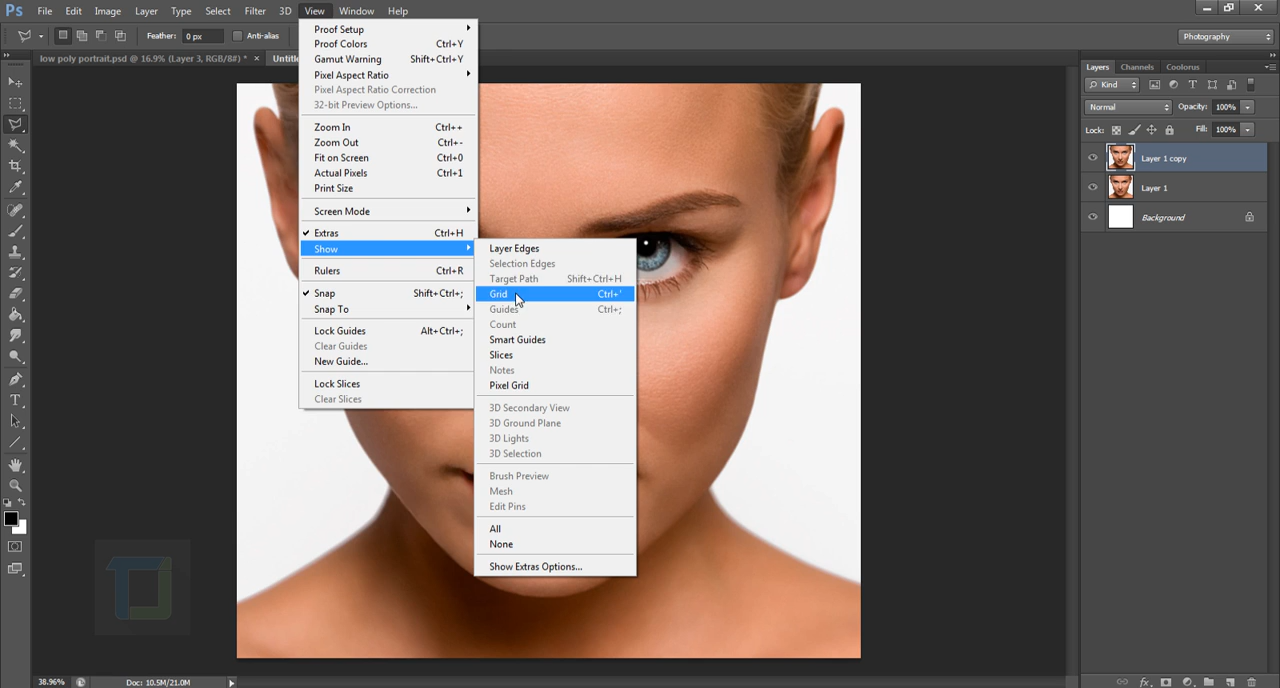 Ps File Edit Image Layer Type Select Filter 3D View Window Help
Feather: 0 px Anti-alias
Photography
low poly portrait.psd @ 16.9% (Layer 3, RGB/8#) * ×
Untitle
Proof Setup
Proof Colors Ctrl+Y
Gamut Warning Shift+Ctrl+Y
Pixel Aspect Ratio
Pixel Aspect Ratio Correction
32-bit Preview Options...
Zoom In Ctrl++
Zoom Out Ctrl+-
Fit on Screen Ctrl+0
Actual Pixels Ctrl+1
Print Size
Screen Mode
Extras Ctrl+H
Show
Rulers Ctrl+R
Snap Shift+Ctrl+;
Snap To
Lock Guides Alt+Ctrl+;
Clear Guides
New Guide...
Lock Slices
Clear Slices
Layer Edges
Selection Edges
Target Path Shift+Ctrl+H
Grid Ctrl+'
Guides Ctrl+;
Count
Smart Guides
Slices
Notes
Pixel Grid
3D Secondary View
3D Ground Plane
3D Lights
3D Selection
Brush Preview
Mesh
Edit Pins
All
None
Show Extras Options...
Layers Channels Coolorus
Kind
Normal Opacity: 100%
Lock: Fill: 100%
Layer 1 copy
Layer 1
Background
38.96% Doc: 10.5M/21.0M